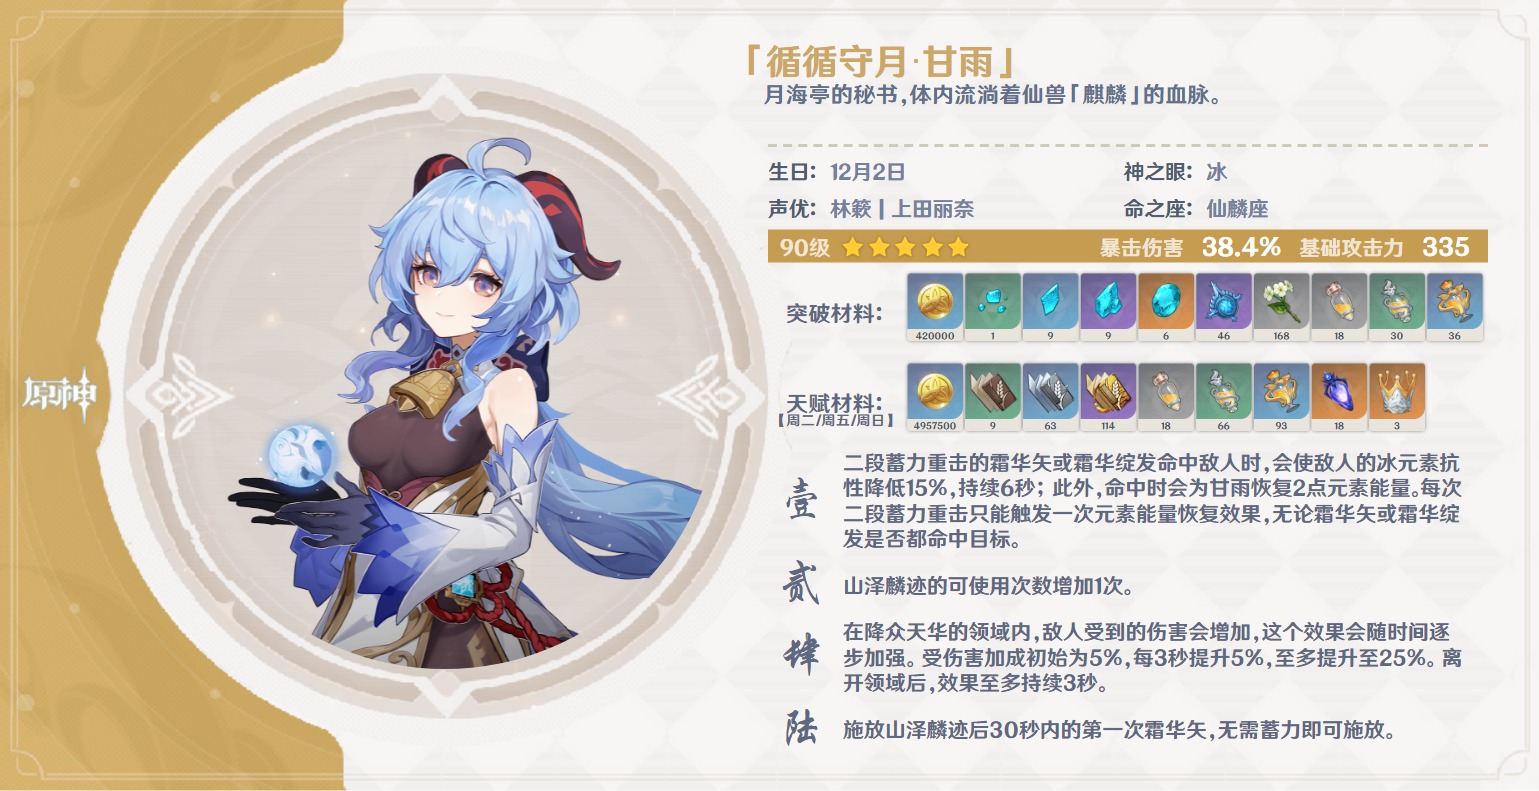 原神
「循循守月·甘雨」
月海亭的秘书,体内流淌着仙兽「麒麟」的血脉。
生日: 12月2日 神之眼: 冰
声优: 林簌 | 上田丽奈 命之座: 仙麟座
90级 暴击伤害 38.4% 基础攻击力 335
突破材料:
420000 1 9 9 6 46 168 18 30 36
天赋材料:
【周二/周五/周日】
4957500 9 63 114 18 66 93 18 3
壹
二段蓄力重击的霜华矢或霜华绽发命中敌人时,会使敌人的冰元素抗
性降低15%,持续6秒; 此外,命中时会为甘雨恢复2点元素能量。每次
二段蓄力重击只能触发一次元素能量恢复效果,无论霜华矢或霜华绽
发是否都命中目标。
贰
山泽麟迹的可使用次数增加1次。
肆
在降众天华的领域内,敌人受到的伤害会增加,这个效果会随时间逐
步加强。受伤害加成初始为5%,每3秒提升5%,至多提升至25%。离
开领域后,效果至多持续3秒。
陆
施放山泽麟迹后30秒内的第一次霜华矢,无需蓄力即可施放。